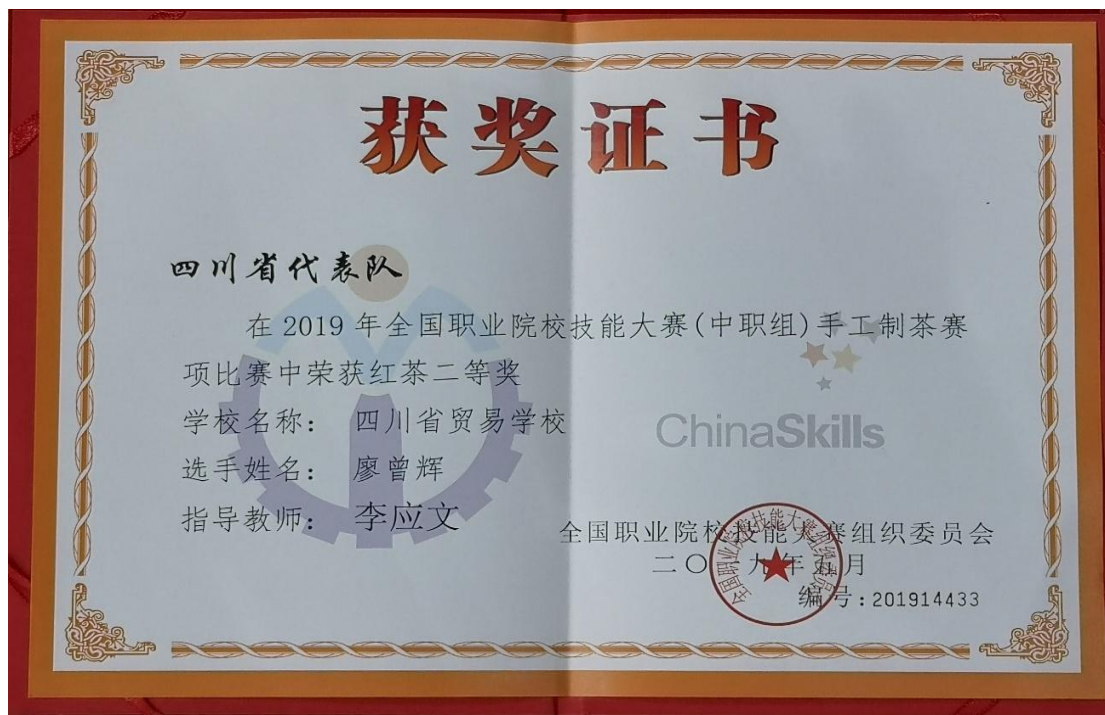 获奖证书
四川省代表队
在2019年全国职业院校技能大赛(中职组)手工制茶赛
项比赛中荣获红茶二等奖
学校名称: 四川省贸易学校
ChinaSkills
选手姓名: 廖曾辉
指导教师: 李应文
全国职业院校技能大赛组织委员会
二〇一九年五月
编号:201914433